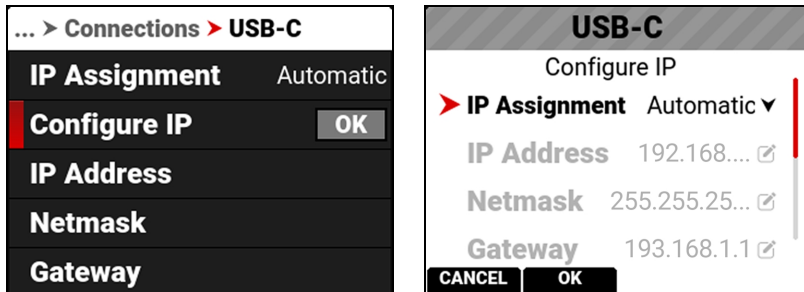 ... ➤ Connections ➤ USB-C
IP Assignment Automatic
Configure IP OK
IP Address
Netmask
Gateway
USB-C
Configure IP
IP Assignment Automatic
IP Address 192.168....
Netmask 255.255.25...
Gateway 193.168.1.1
CANCEL OK